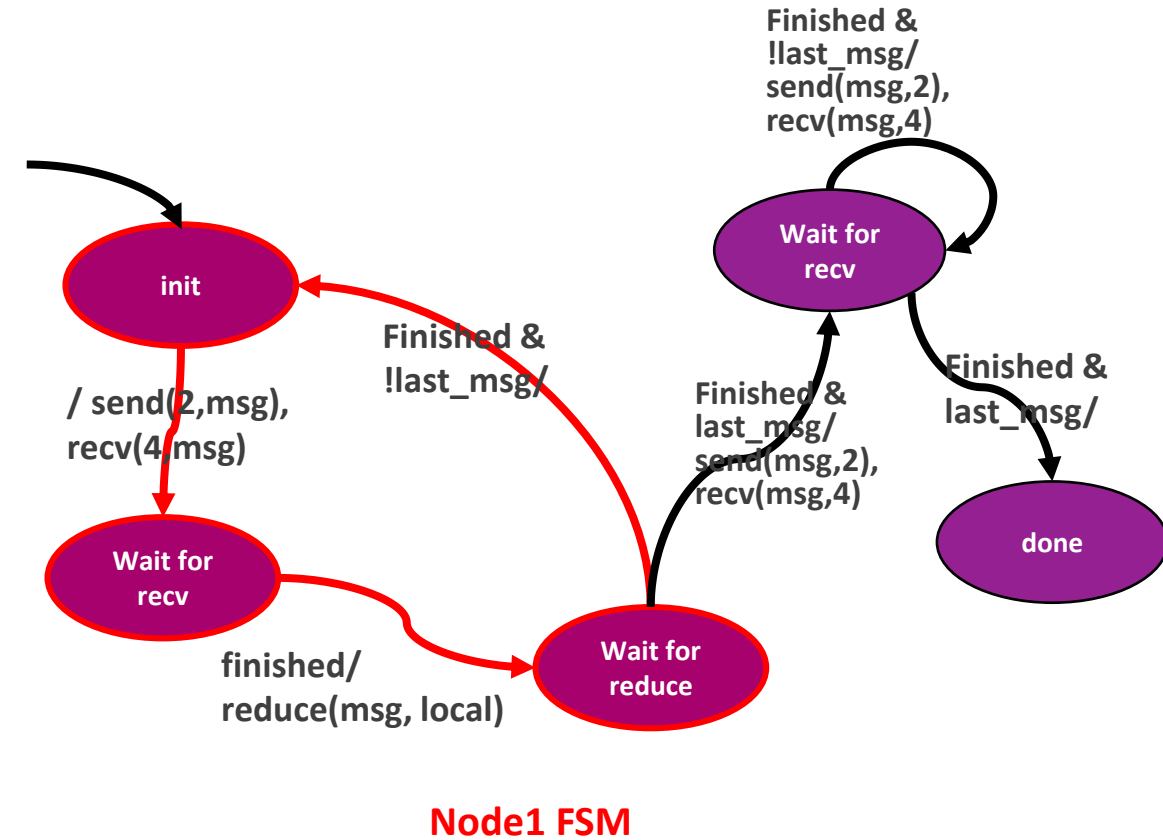 Finished &
!last_msg/
send(msg,2),
recv(msg,4)
Wait for
recv
init
Finished &
!last_msg/
/ send(2,msg),
recv(4,msg)
Finished &
last_msg/
send(msg,2),
recv(msg,4)
Finished &
last_msg/
Wait for
recv
done
finished/
reduce(msg, local)
Wait for
reduce
Node1 FSM